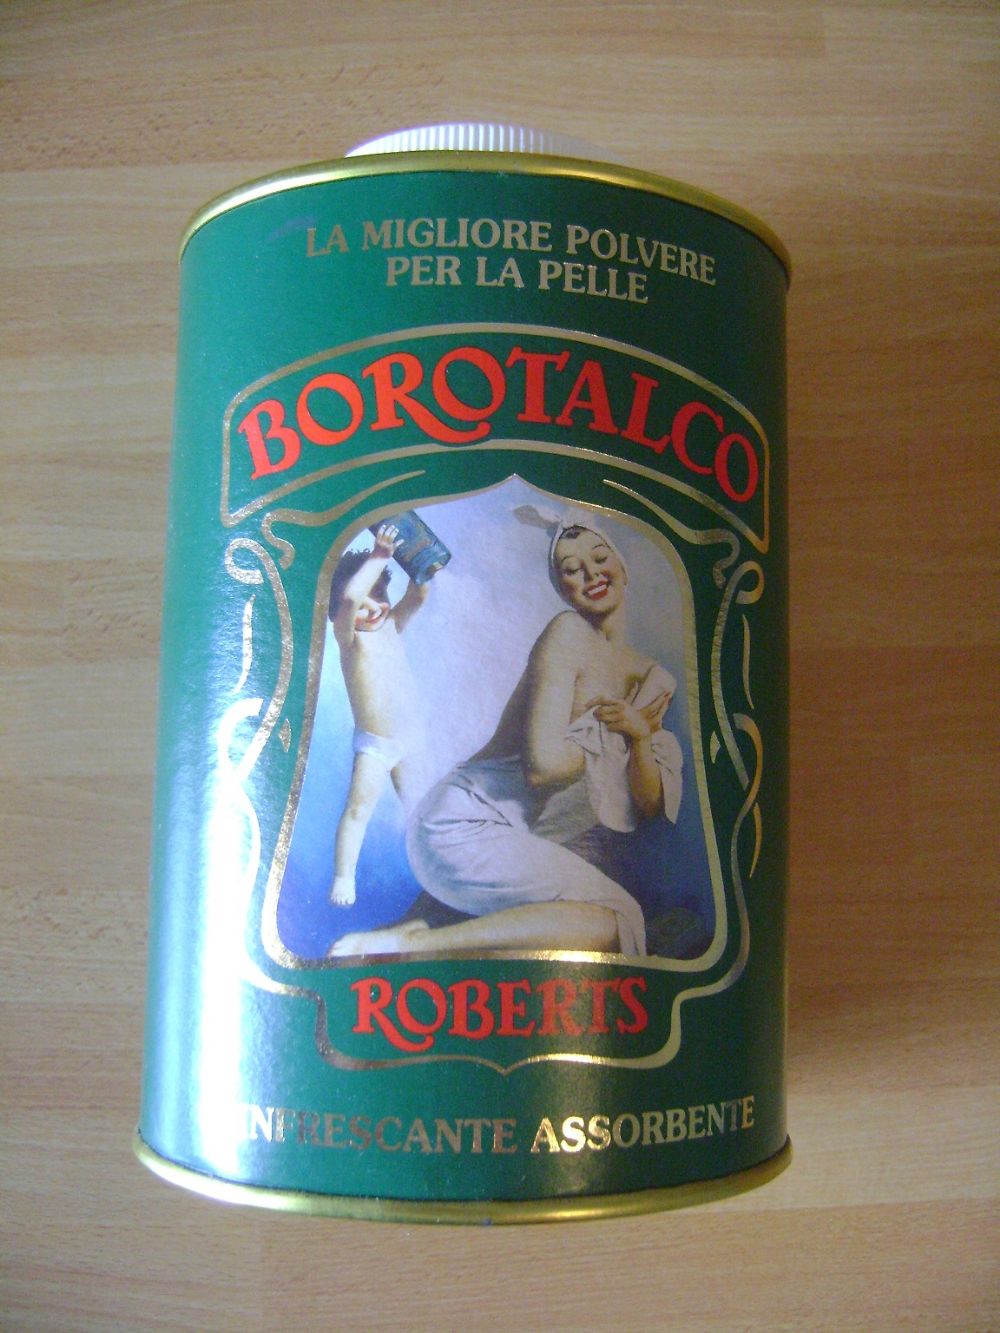 LA MIGLIORE POLVERE
PER LA PELLE
BOROTALCO
ROBERTS
INFRESCANTE ASSORBENTE